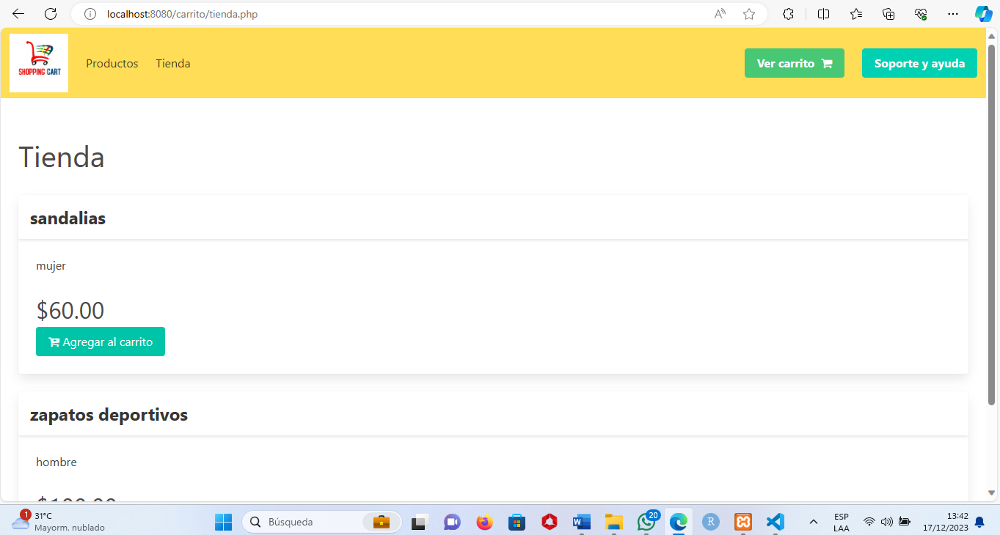 localhost:8080/carrito/tienda.php
SHOPPING CART
Productos
Tienda
Ver carrito
Soporte y ayuda
Tienda
sandalias
mujer
$60.00
Agregar al carrito
zapatos deportivos
hombre
1
31°C
Mayorm. nublado
Búsqueda
W
20
R
ESP
LAA
13:42
17/12/2023